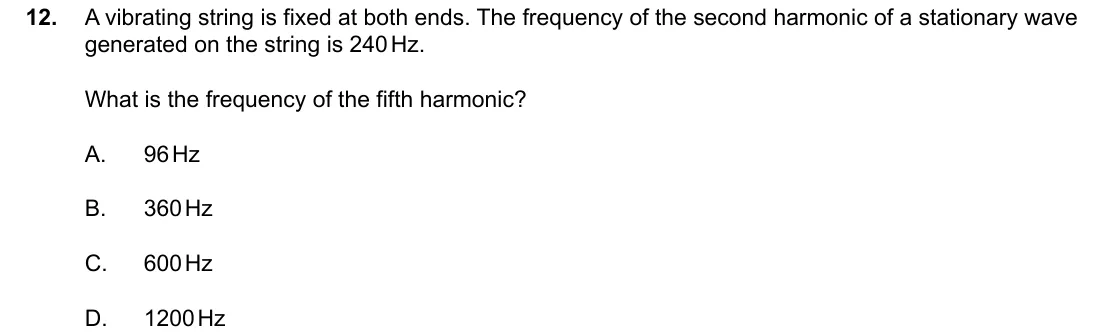 12. A vibrating string is fixed at both ends. The frequency of the second harmonic of a stationary wave
generated on the string is 240 Hz.
What is the frequency of the fifth harmonic?
A. 96 Hz
B. 360 Hz
C. 600 Hz
D. 1200 Hz